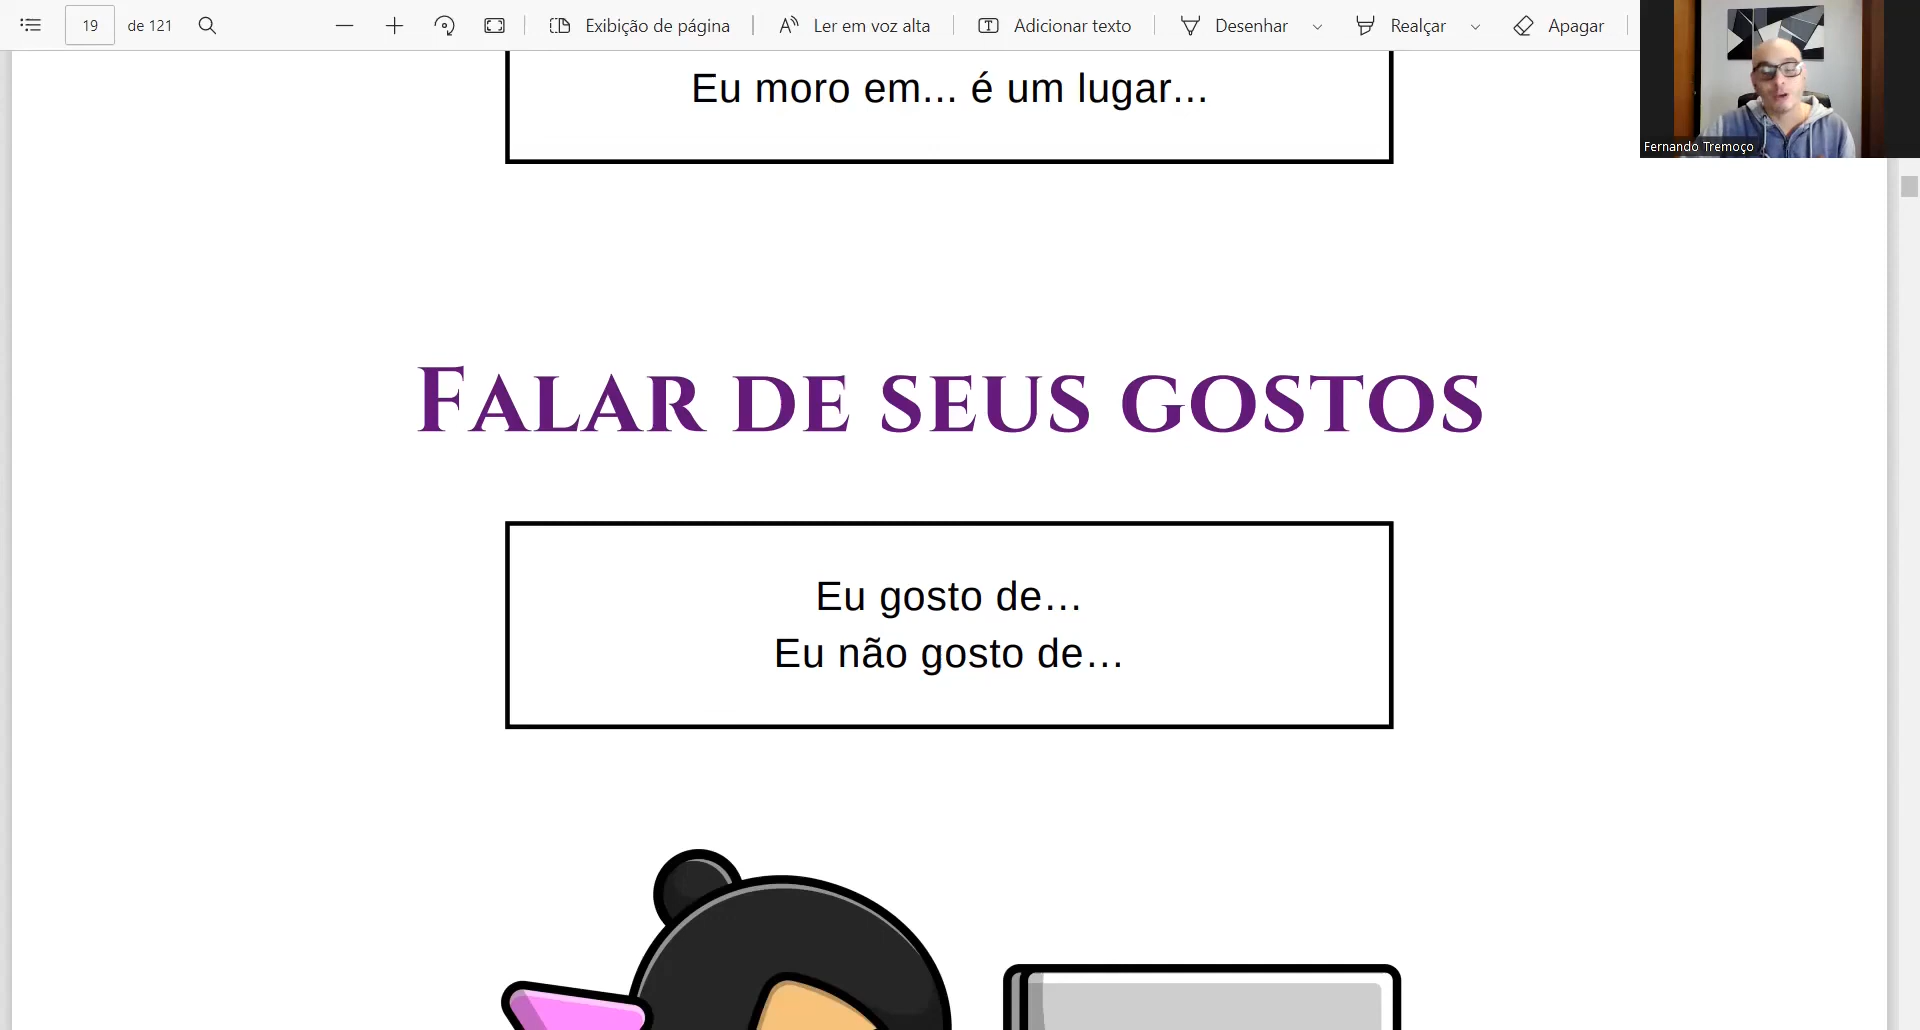 19 de 121 Exibição de página Ler em voz alta Adicionar texto Desenhar Realçar Apagar
Fernando Tremoço
Eu moro em... é um lugar...
Falar de seus gostos
Eu gosto de...
Eu não gosto de...